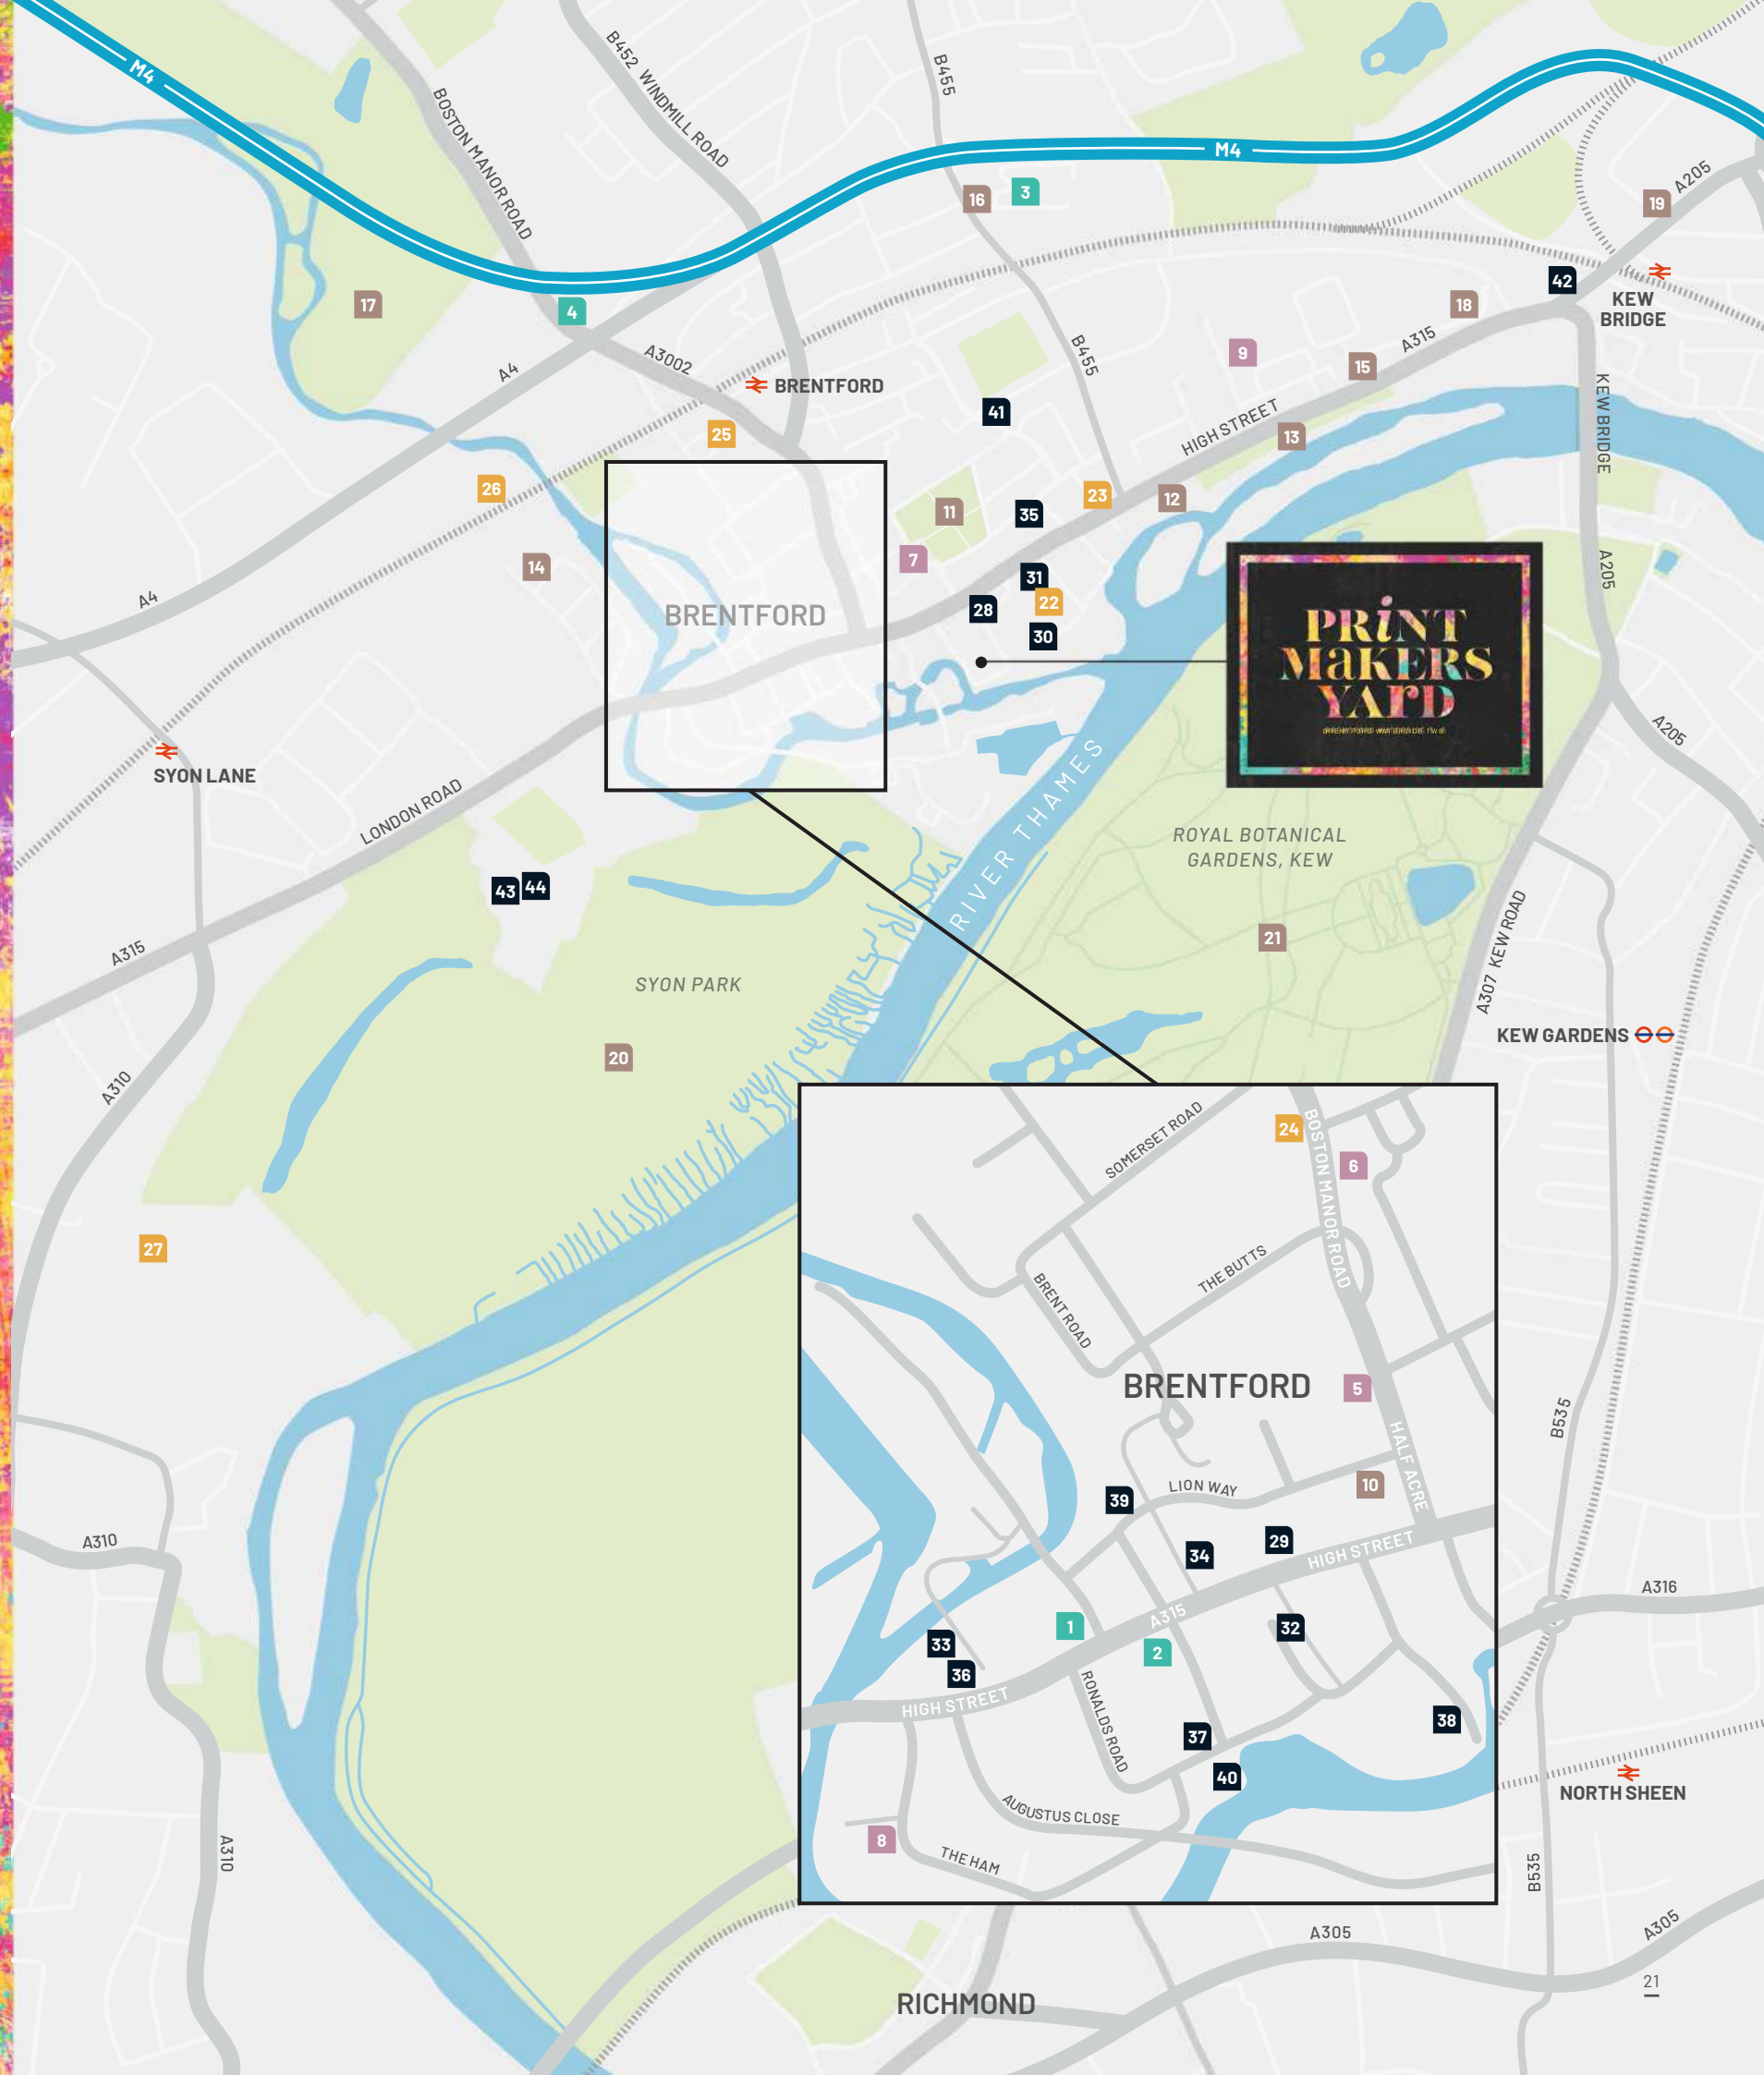 M4
BOSTON MANOR ROAD
B452 WINDMILL ROAD
B455
M4
A205
16
3
19
17
4
42
KEW
BRIDGE
18
A4
A3002
BRENTFORD
B455
9
15
A315
41
HIGH STREET
13
KEW BRIDGE
25
26
11
35
23
12
14
7
31
22
28
30
A205
A4
BRENTFORD
PRiNT
MaKERS
YARD
SYON LANE
A205
LONDON ROAD
RIVER THAMES
ROYAL BOTANICAL
GARDENS, KEW
43
44
A315
21
SYON PARK
A307 KEW ROAD
KEW GARDENS
20
A310
24
SOMERSET ROAD
BOSTON MANOR ROAD
6
27
THE BUTTS
BRENT ROAD
BRENTFORD
5
B535
HALF ACRE
LION WAY
10
39
A310
34
29
HIGH STREET
A316
1
A315
32
2
33
36
HIGH STREET
RONALDS ROAD
38
37
40
NORTH SHEEN
AUGUSTUS CLOSE
8
THE HAM
A310
B535
A305
A305
21
RICHMOND